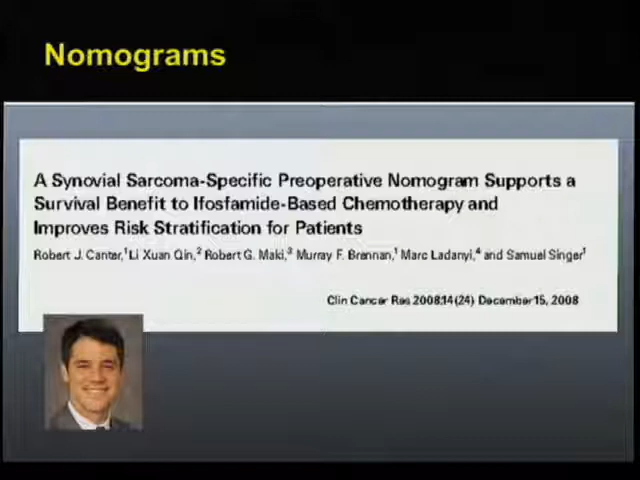 Nomograms
A Synovial Sarcoma-Specific Preoperative Nomogram Supports a
Survival Benefit to Ifosfamide-Based Chemotherapy and
Improves Risk Stratification for Patients
Robert J. Canter,¹ Li Xuan Qin,² Robert G. Maki,³ Murray F. Brennan,¹ Marc Ladanyi,⁴ and Samuel Singer¹
Clin Cancer Res 2008;14(24) December 15, 2008